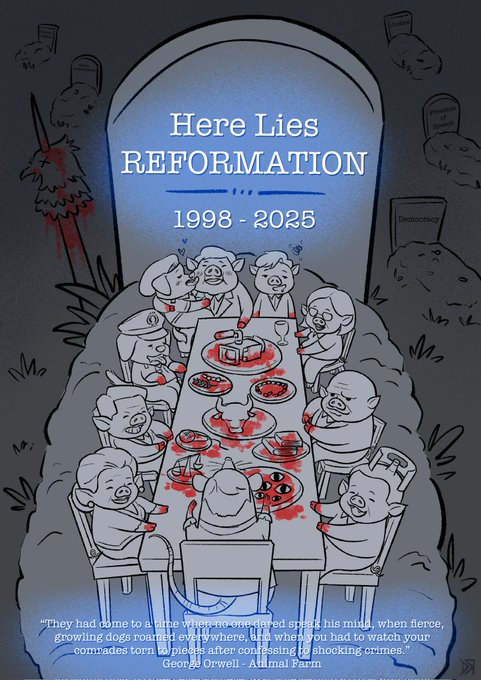 Here Lies
REFORMATION
1998 - 2025
Freedom
of
Speech
Democracy
“They had come to a time when no one dared speak his mind, when fierce,
growling dogs roamed everywhere, and when you had to watch your
comrades torn to pieces after confessing to shocking crimes.”
George Orwell - Animal Farm